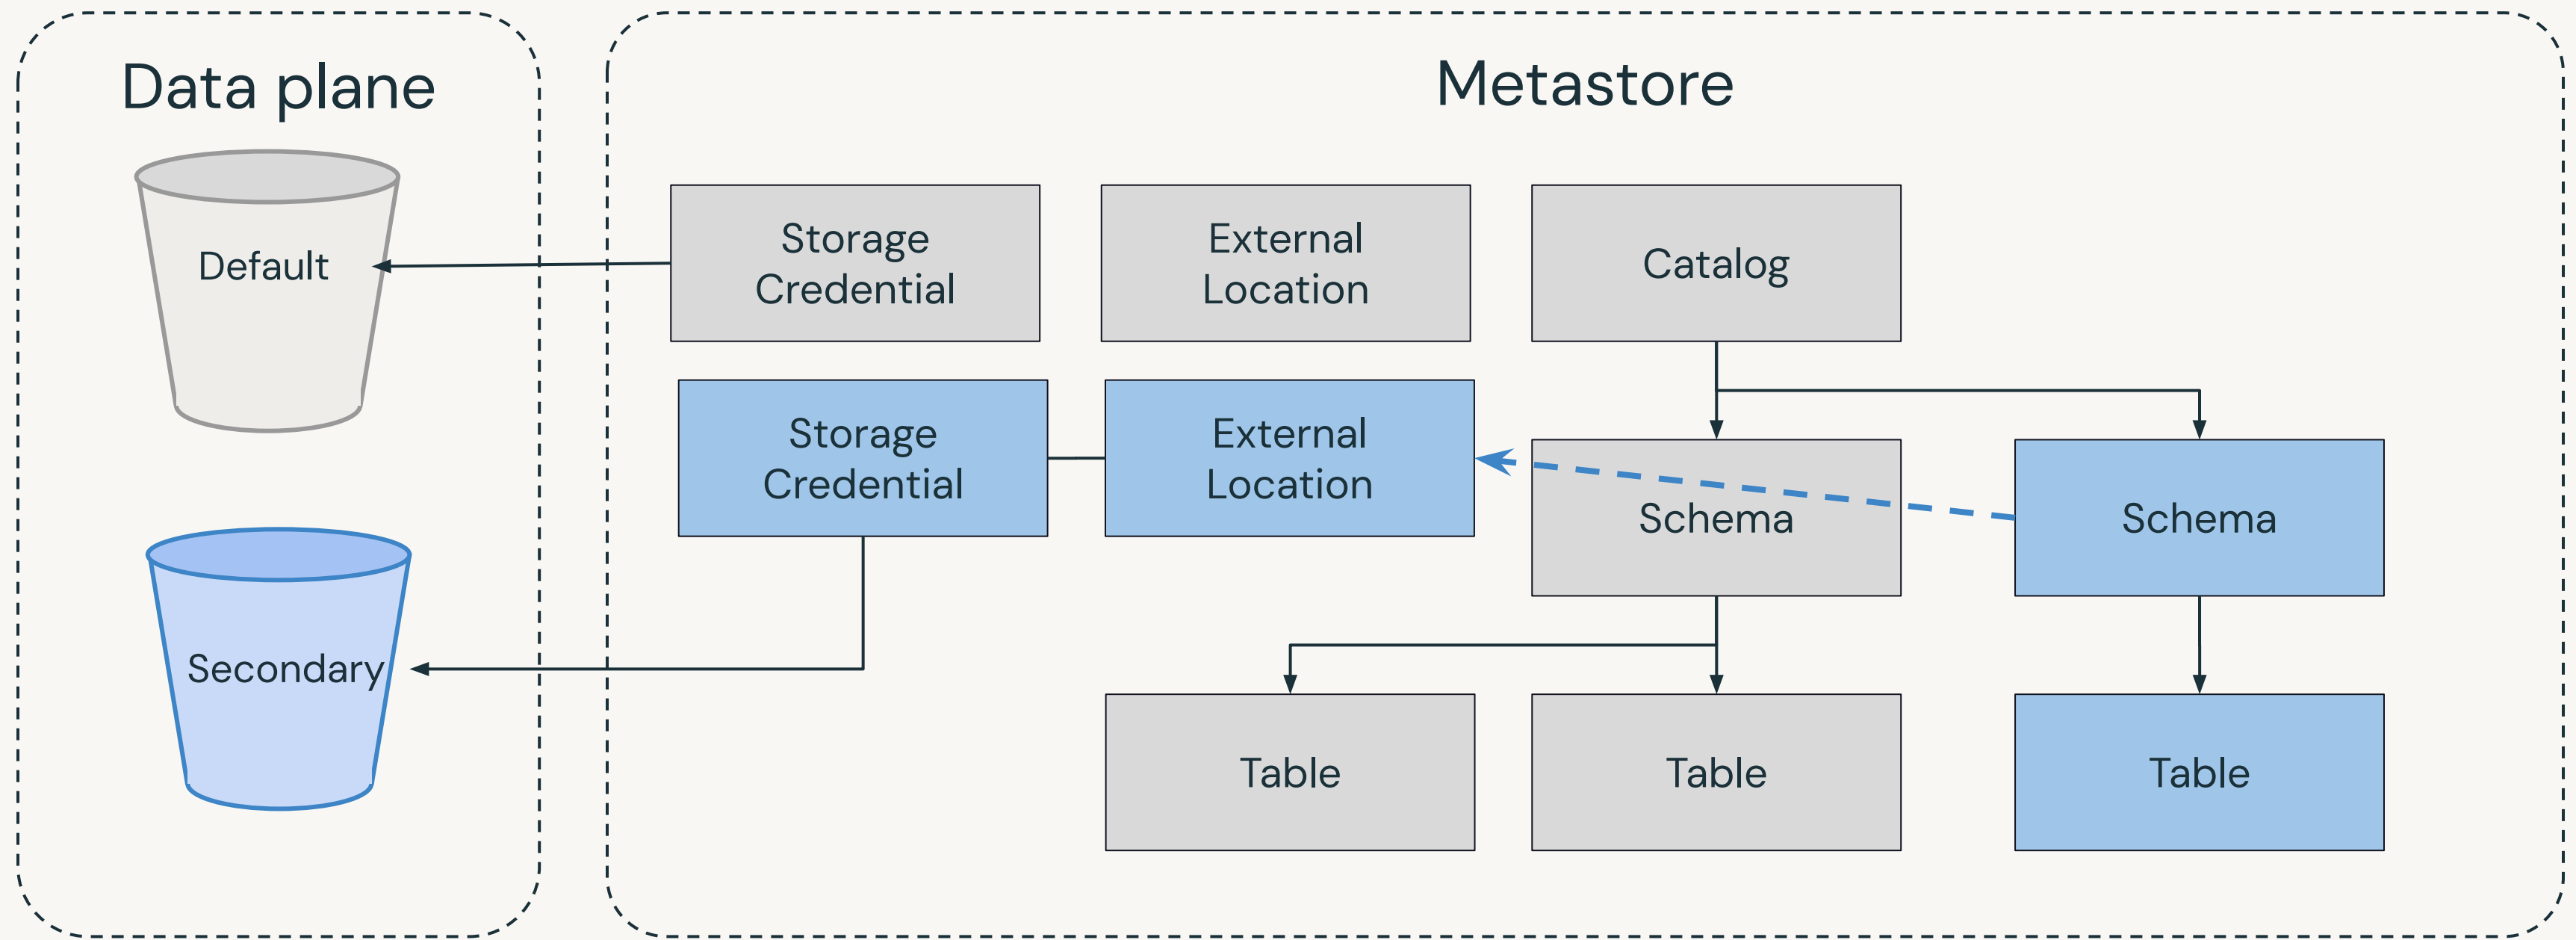 Data plane
Default
Secondary
Metastore
Storage
Credential
External
Location
Catalog
Storage
Credential
External
Location
Schema
Schema
Table
Table
Table